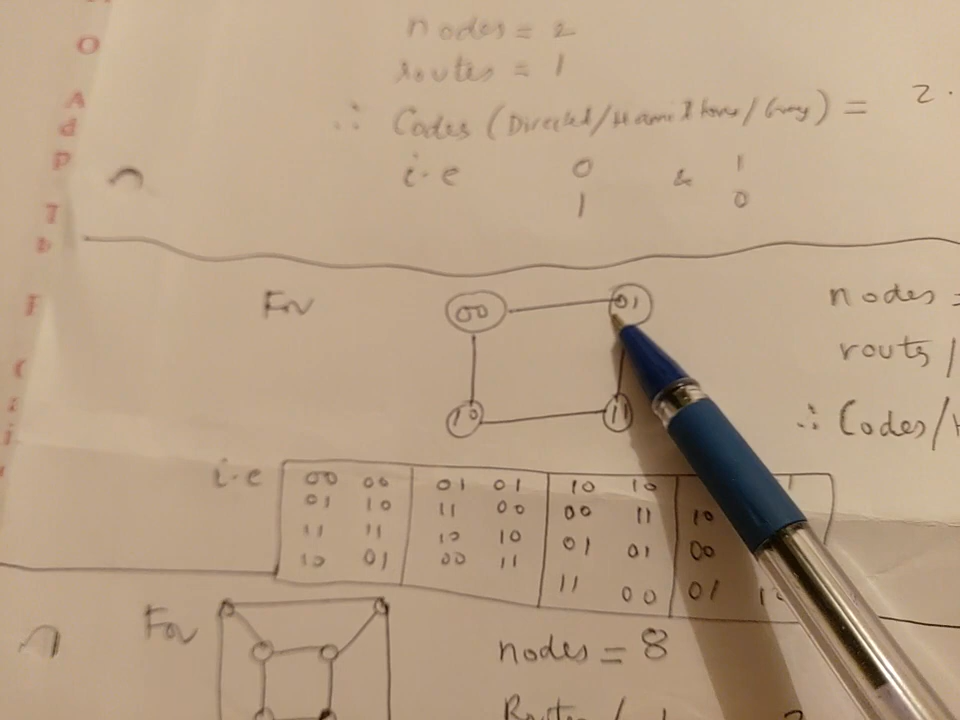 nodes = 2
routes = 1
∴ Codes (Directed/Hamiltons/Gray) = 2.
i.e 0 & 1
1 0
For 00 01 nodes =
routs /
10 11 ∴ Codes/H
i.e 00 00 01 01 10 10
01 10 11 00 00 11 10
11 11 10 10 01 01 00
10 01 00 11 11 00 01
For nodes = 8